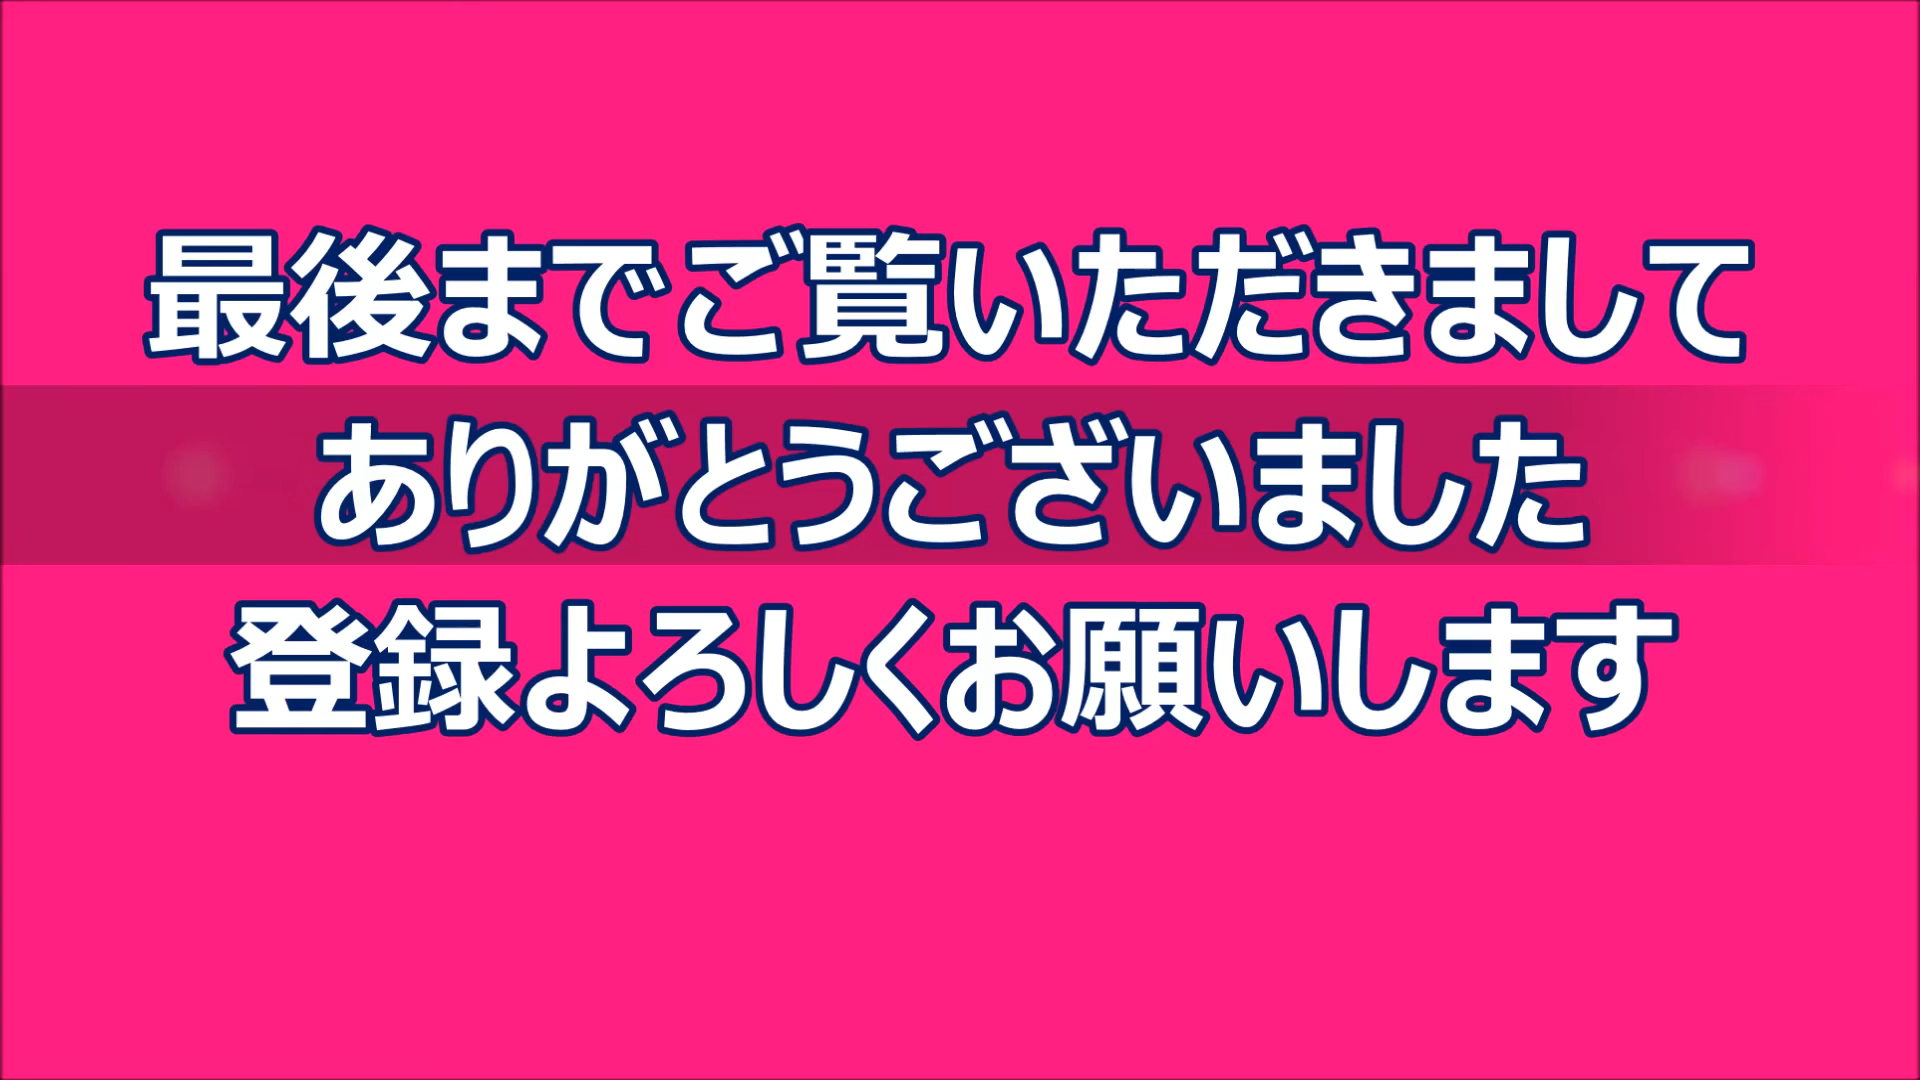 最後までご覧いただきまして
ありがとうございました
登録よろしくお願いします